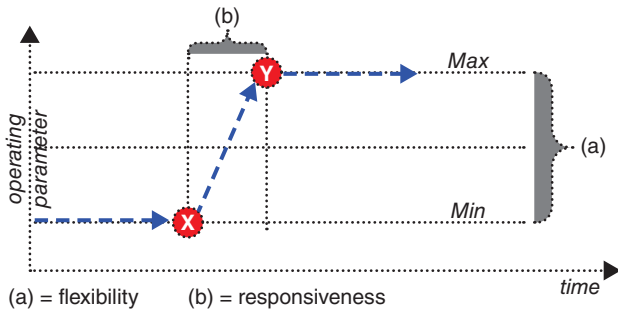 (b)
Y
Max
operating
parameter
(a)
X
Min
time
(a) = flexibility (b) = responsiveness